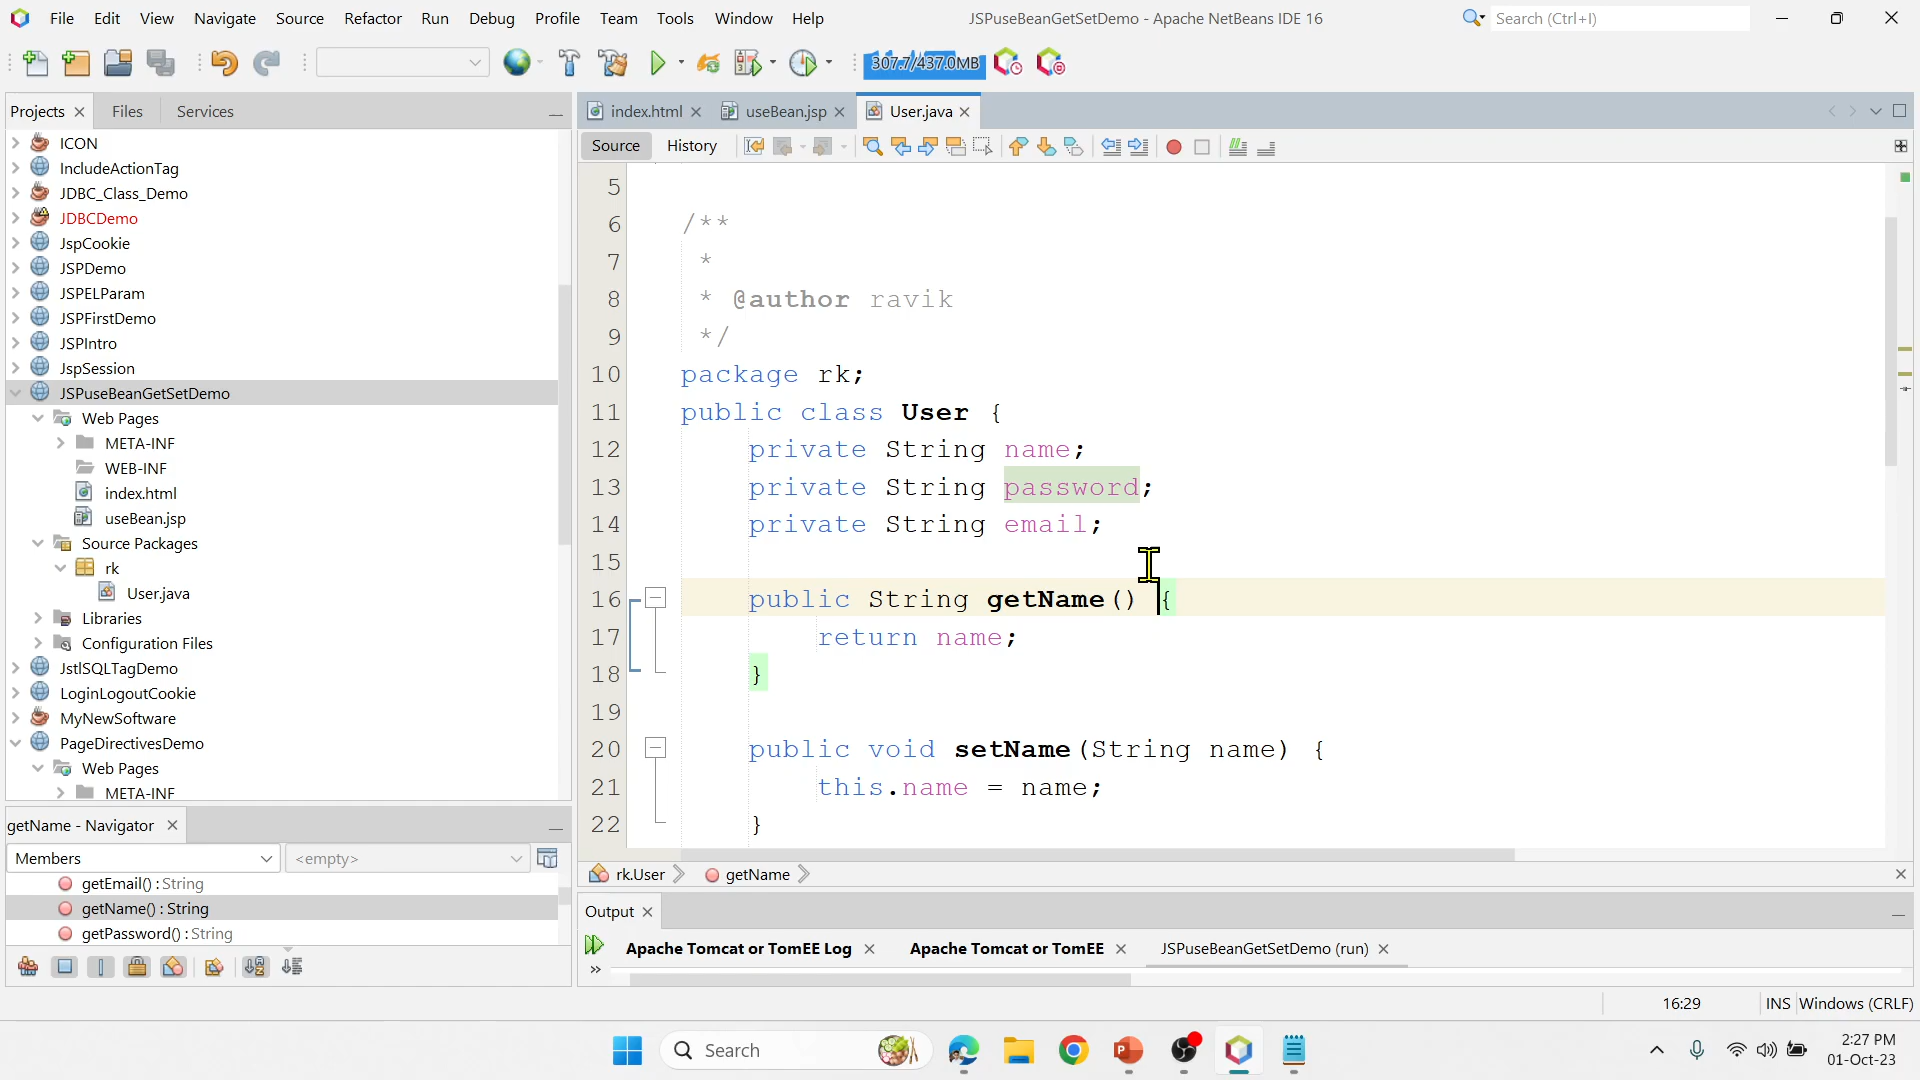 File Edit View Navigate Source Refactor Run Debug Profile Team Tools Window Help
JSPuseBeanGetSetDemo - Apache NetBeans IDE 16
Search (Ctrl+I)
307.7/437.0MB
Projects
Files
Services
ICON
IncludeActionTag
JDBC_Class_Demo
JDBCDemo
JspCookie
JSPDemo
JSPELParam
JSPFirstDemo
JSPIntro
JspSession
JSPuseBeanGetSetDemo
Web Pages
META-INF
WEB-INF
index.html
useBean.jsp
Source Packages
rk
User.java
Libraries
Configuration Files
JstlSQLTagDemo
LoginLogoutCookie
MyNewSoftware
PageDirectivesDemo
Web Pages
META-INF
getName - Navigator
Members
<empty>
getEmail() : String
getName() : String
getPassword() : String
index.html
useBean.jsp
User.java
Source
History
5
6 /**
7 *
8 * @author ravik
9 */
10 package rk;
11 public class User {
12 private String name;
13 private String password;
14 private String email;
15
16 public String getName() {
17 return name;
18 }
19
20 public void setName(String name) {
21 this.name = name;
22 }
rk.User
getName
Output
Apache Tomcat or TomEE Log
Apache Tomcat or TomEE
JSPuseBeanGetSetDemo (run)
16:29
INS
Windows (CRLF)
Search
2:27 PM
01-Oct-23